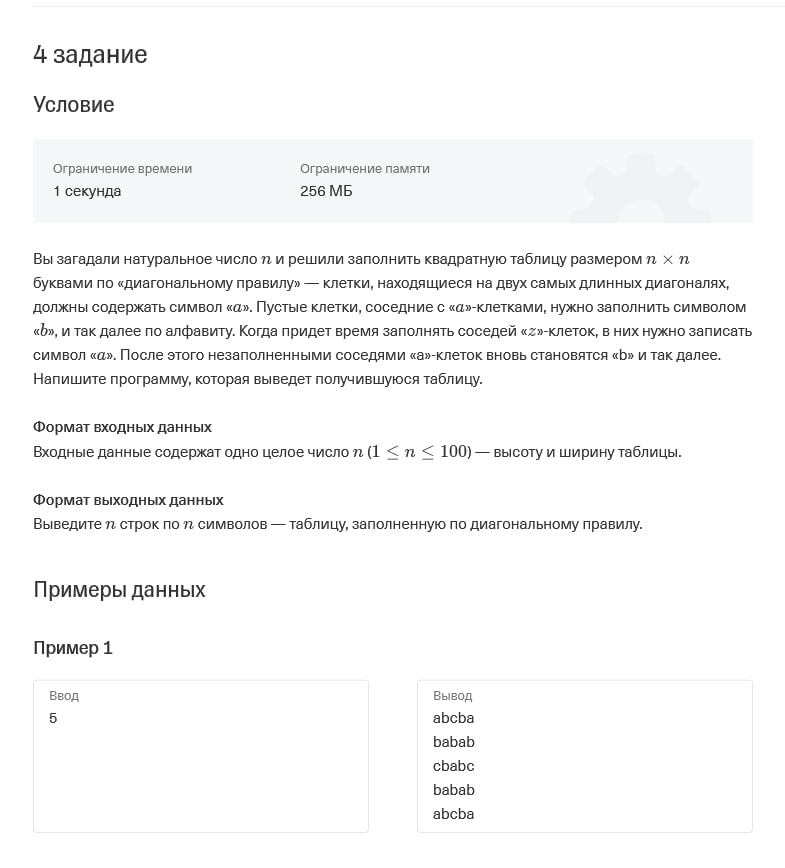 4 задание
Условие
Ограничение времени
1 секунда
Ограничение памяти
256 МБ
Вы загадали натуральное число n и решили заполнить квадратную таблицу размером n × n
буквами по «диагональному правилу» — клетки, находящиеся на двух самых длинных диагоналях,
должны содержать символ «a». Пустые клетки, соседние с «a»-клетками, нужно заполнить символом
«b», и так далее по алфавиту. Когда придет время заполнять соседей «z»-клеток, в них нужно записать
символ «a». После этого незаполненными соседями «a»-клеток вновь становятся «b» и так далее.
Напишите программу, которая выведет получившуюся таблицу.
Формат входных данных
Входные данные содержат одно целое число n (1 ≤ n ≤ 100) — высоту и ширину таблицы.
Формат выходных данных
Выведите n строк по n символов — таблицу, заполненную по диагональному правилу.
Примеры данных
Пример 1
Ввод
5
Вывод
abcba
babab
cbabc
babab
abcba